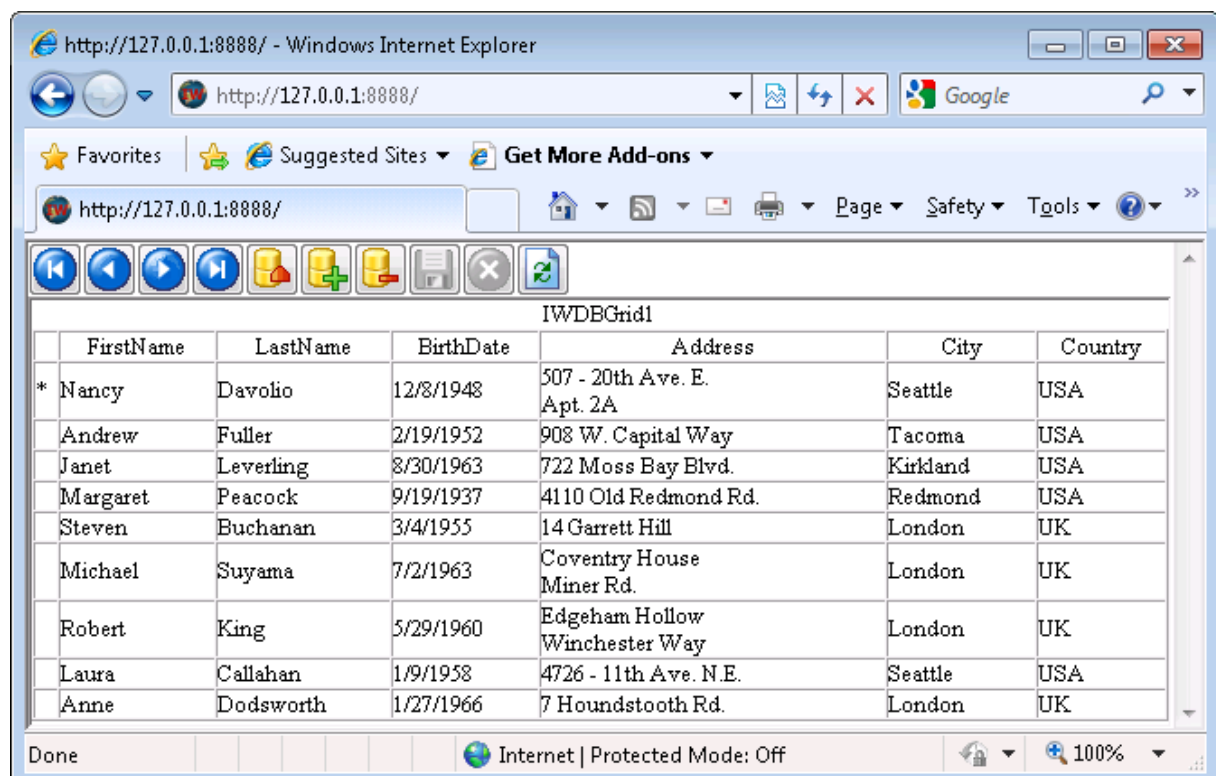 http://127.0.0.1:8888/ - Windows Internet Explorer
http://127.0.0.1:8888/ Google
Favorites Suggested Sites Get More Add-ons
http://127.0.0.1:8888/ Page Safety Tools
IWDBGrid1
FirstName LastName BirthDate Address City Country
* Nancy Davolio 12/8/1948 507 - 20th Ave. E. Seattle USA
Apt. 2A
Andrew Fuller 2/19/1952 908 W. Capital Way Tacoma USA
Janet Leverling 8/30/1963 722 Moss Bay Blvd. Kirkland USA
Margaret Peacock 9/19/1937 4110 Old Redmond Rd. Redmond USA
Steven Buchanan 3/4/1955 14 Garrett Hill London UK
Michael Suyama 7/2/1963 Coventry House London UK
Miner Rd.
Robert King 5/29/1960 Edgeham Hollow London UK
Winchester Way
Laura Callahan 1/9/1958 4726 - 11th Ave. N.E. Seattle USA
Anne Dodsworth 1/27/1966 7 Houndstooth Rd. London UK
Done Internet | Protected Mode: Off 100%